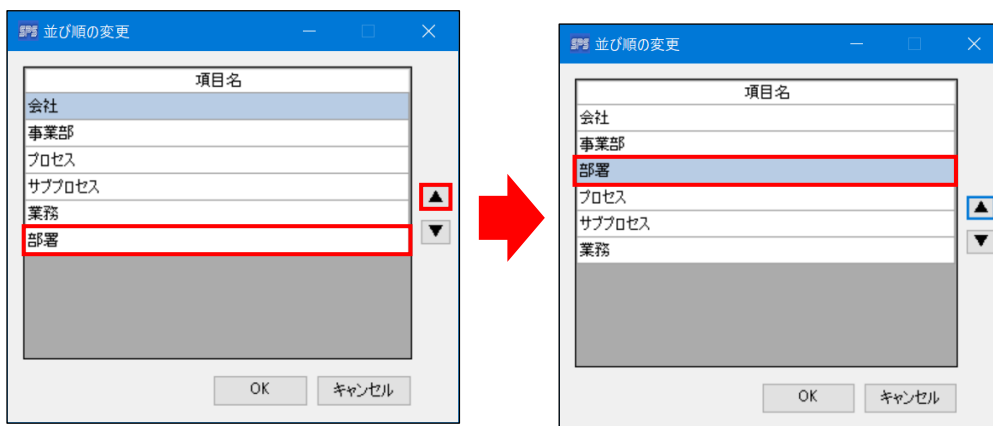 SPS 並び順の変更
項目名
会社
事業部
プロセス
サブプロセス
業務
部署
▲
▼
OK キャンセル
SPS 並び順の変更
項目名
会社
事業部
部署
プロセス
サブプロセス
業務
▲
▼
OK キャンセル